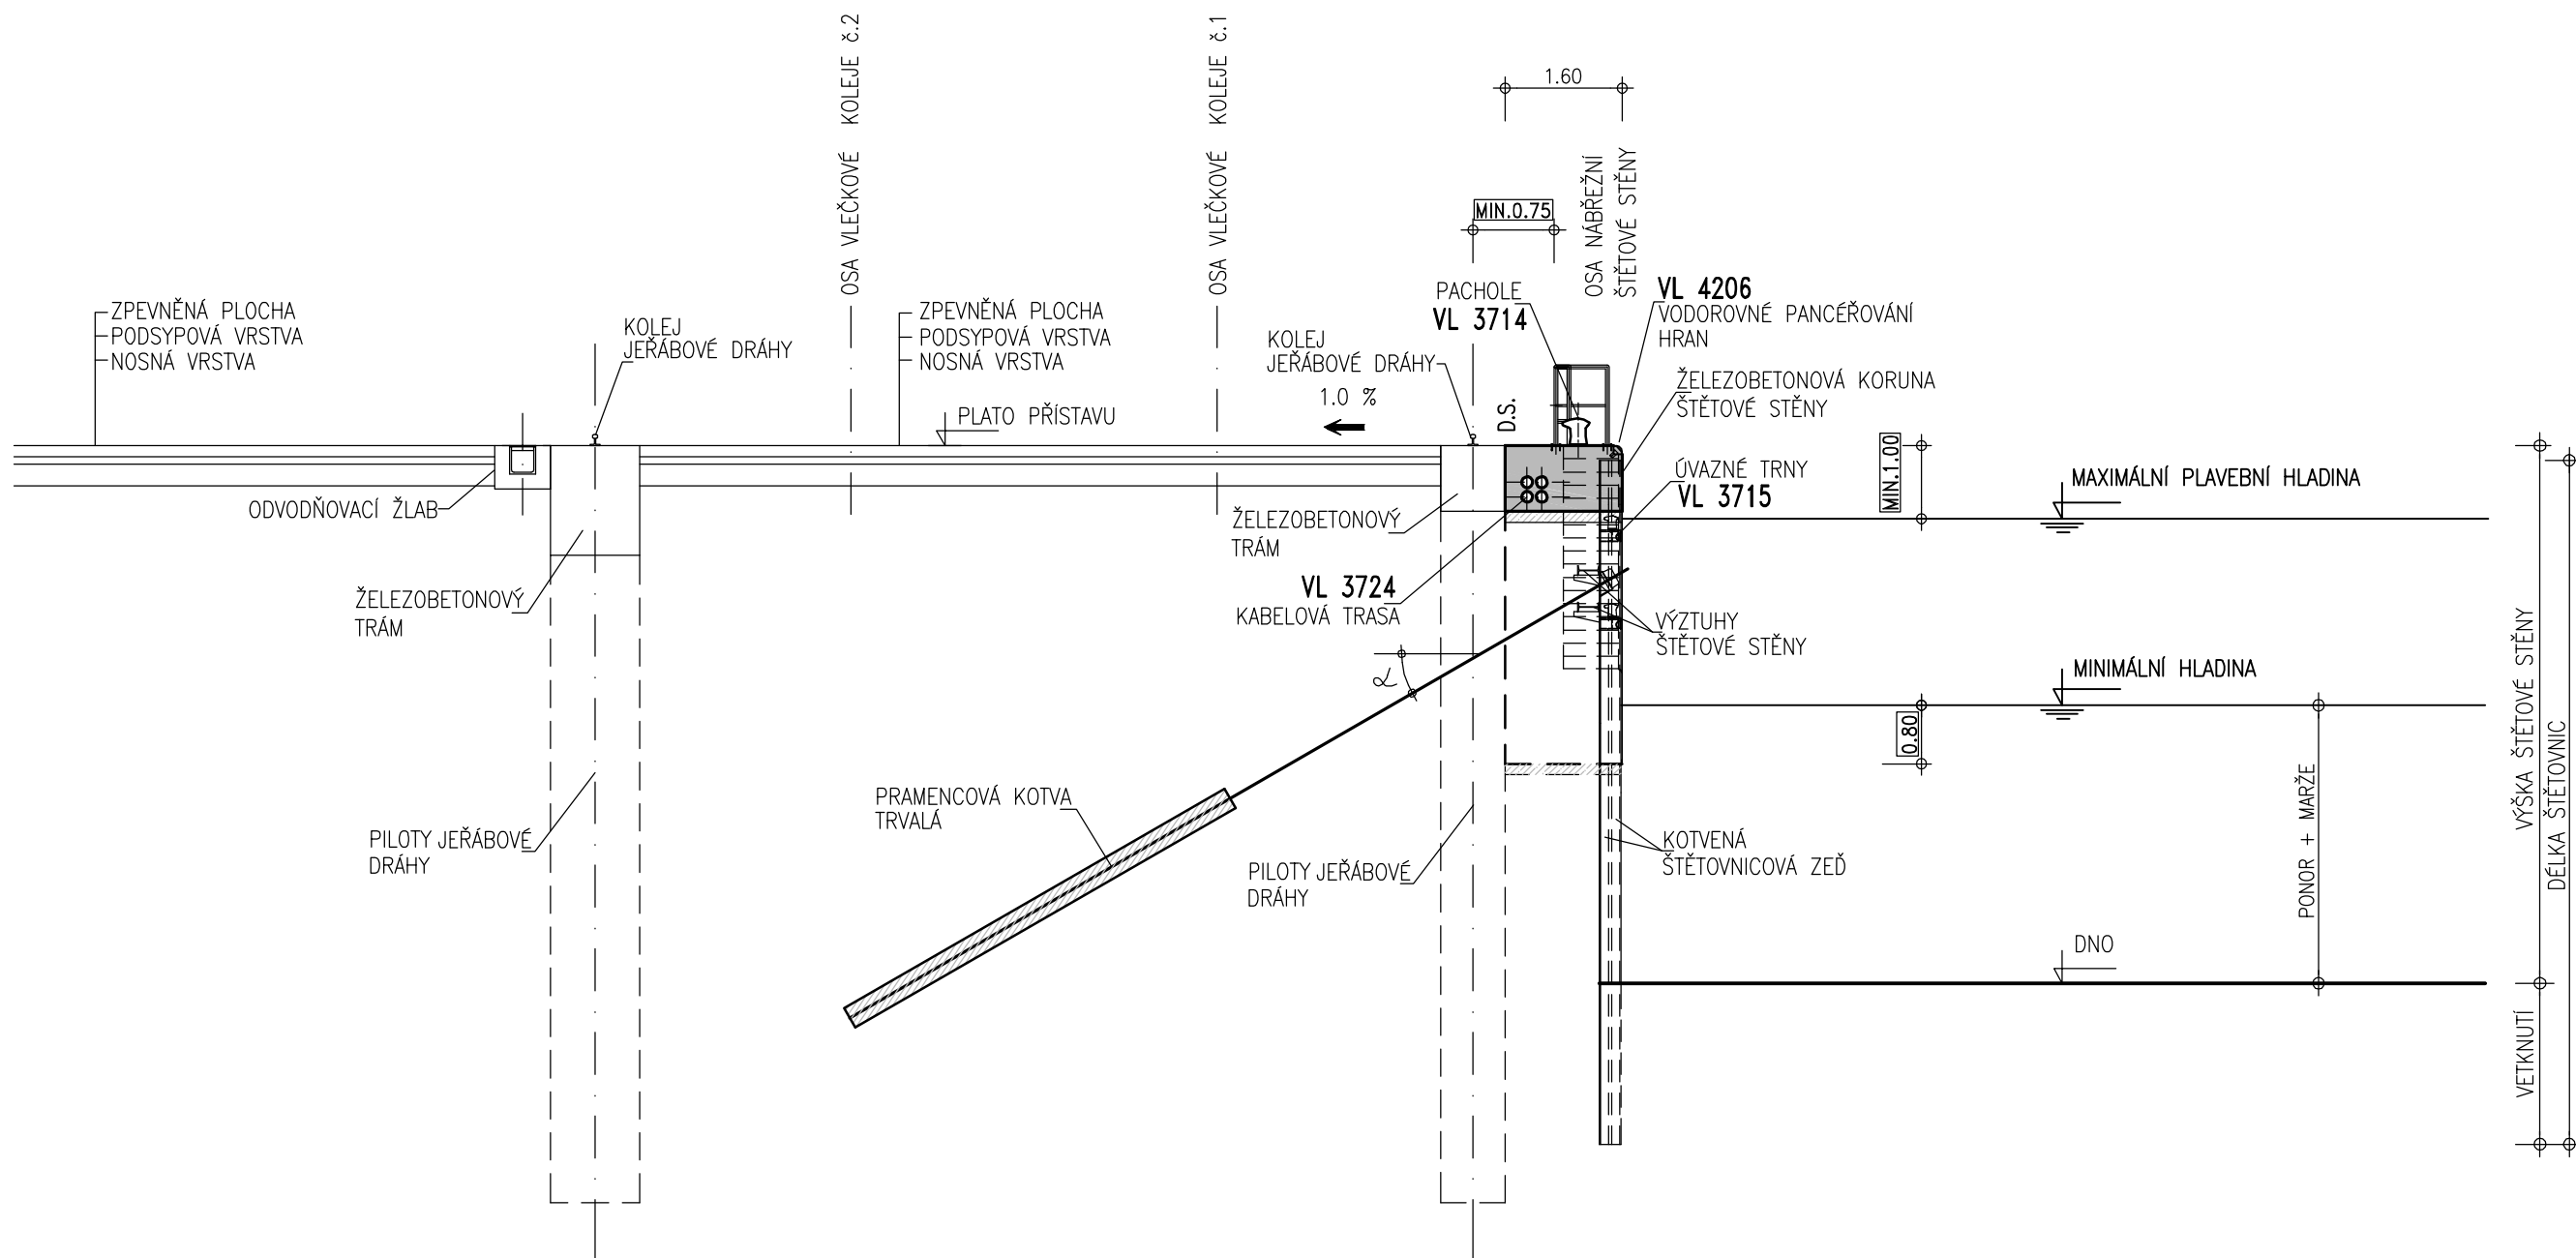 OSA VLEČKOVÉ KOLEJE č.2
OSA VLEČKOVÉ KOLEJE č.1
1.60
OSA NÁBŘEŽNÍ
ŠTĚTOVÉ STĚNY
MIN.0.75
PACHOLE
VL 3714
VL 4206
VODOROVNÉ PANCÉŘOVÁNÍ
HRAN
ZPEVNĚNÁ PLOCHA
PODSYPOVÁ VRSTVA
NOSNÁ VRSTVA
KOLEJ
JEŘÁBOVÉ DRÁHY
ZPEVNĚNÁ PLOCHA
PODSYPOVÁ VRSTVA
NOSNÁ VRSTVA
KOLEJ
JEŘÁBOVÉ DRÁHY
1.0 %
D.S.
PLATO PŘÍSTAVU
ŽELEZOBETONOVÁ KORUNA
ŠTĚTOVÉ STĚNY
ÚVAZNÉ TRNY
VL 3715
MIN.1.00
MAXIMÁLNÍ PLAVEBNÍ HLADINA
ODVODŇOVACÍ ŽLAB
ŽELEZOBETONOVÝ
TRÁM
ŽELEZOBETONOVÝ
TRÁM
VL 3724
KABELOVÁ TRASA
VÝZTUHY
ŠTĚTOVÉ STĚNY
α
MINIMÁLNÍ HLADINA
0.80
PRAMENCOVÁ KOTVA
TRVALÁ
PILOTY JEŘÁBOVÉ
DRÁHY
PILOTY JEŘÁBOVÉ
DRÁHY
KOTVENÁ
ŠTĚTOVNICOVÁ ZEĎ
PONOR + MARŽE
DNO
VÝŠKA ŠTĚTOVÉ STĚNY
DÉLKA ŠTĚTOVNIC
VETKNUTÍ